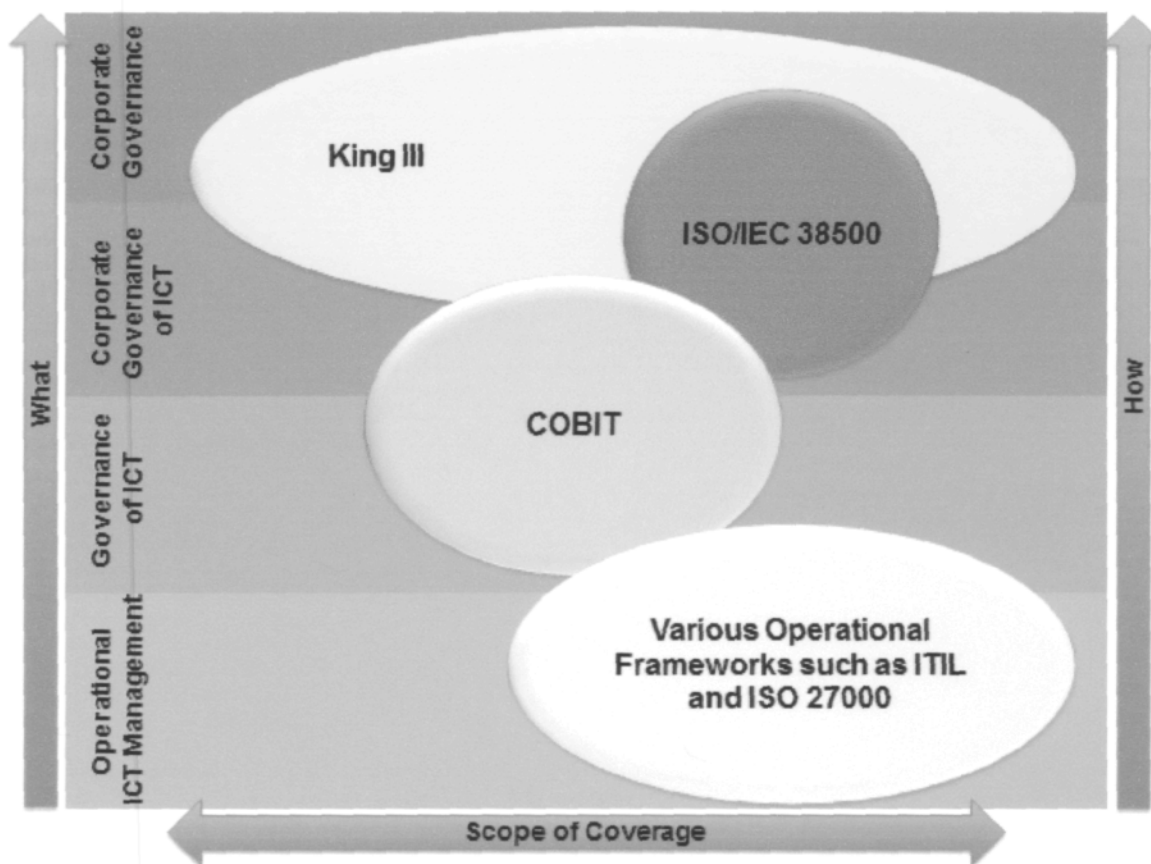 What
Corporate
Governance
Corporate
Governance
of ICT
Governance
of ICT
Operational
ICT Management
King III
ISO/IEC 38500
COBIT
Various Operational
Frameworks such as ITIL
and ISO 27000
How
Scope of Coverage